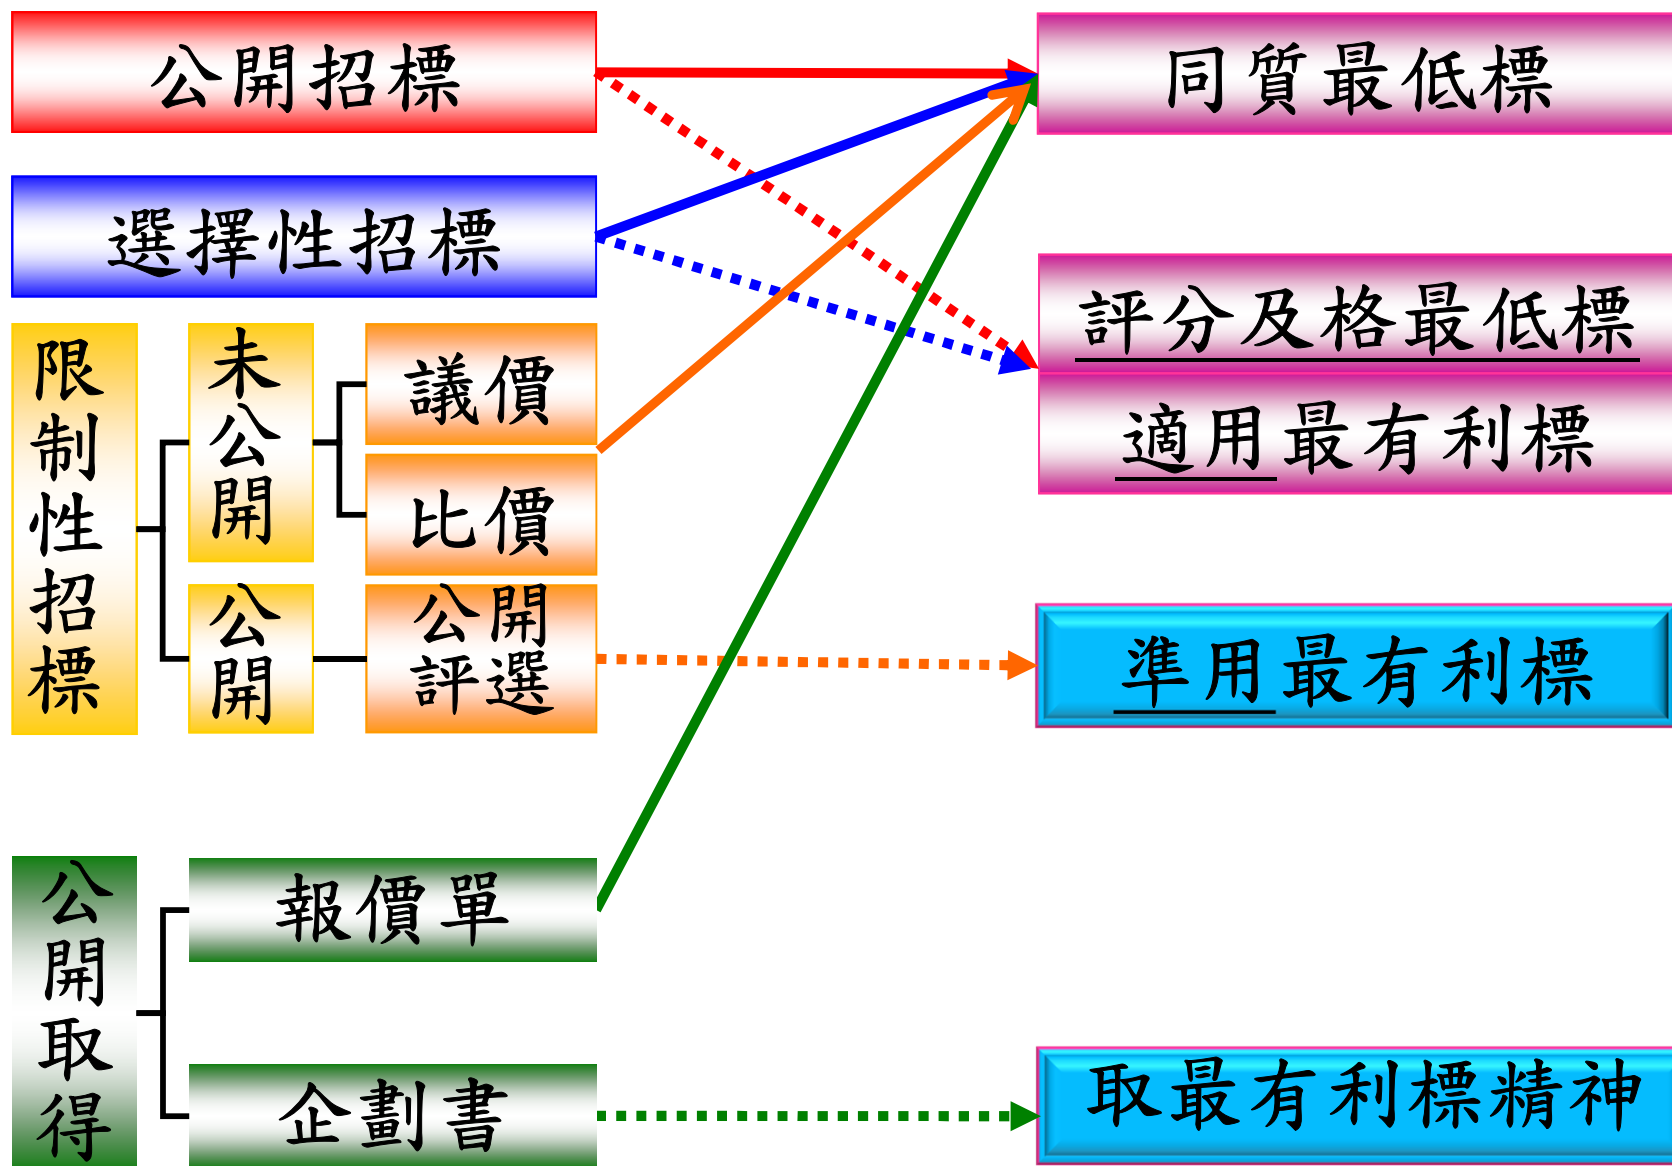 公開招標
同質最低標
選擇性招標
評分及格最低標
適用最有利標
限制性招標
未公開
議價
比價
公開
公開
評選
準用最有利標
公開取得
報價單
企劃書
取最有利標精神